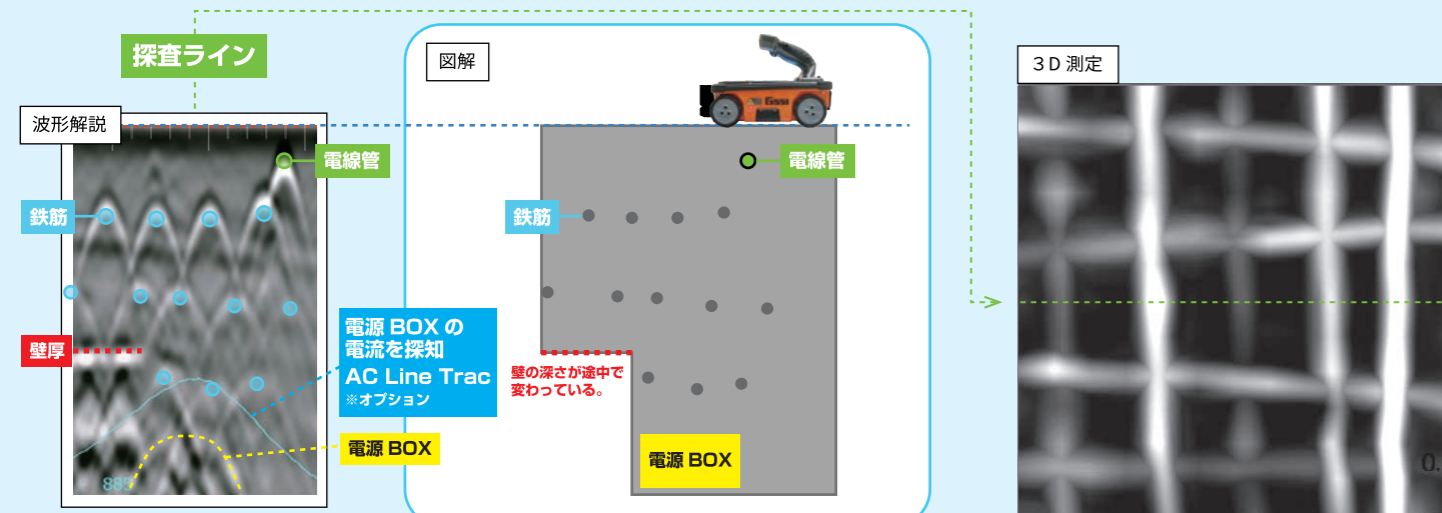 探査ライン
波形解説
電線管
鉄筋
壁厚
電源 BOX の
電流を探知
AC Line Trac
※オプション
電源 BOX
図解
GSSI
電線管
鉄筋
壁の深さが途中で
変わっている。
電源 BOX
3D 測定
0.